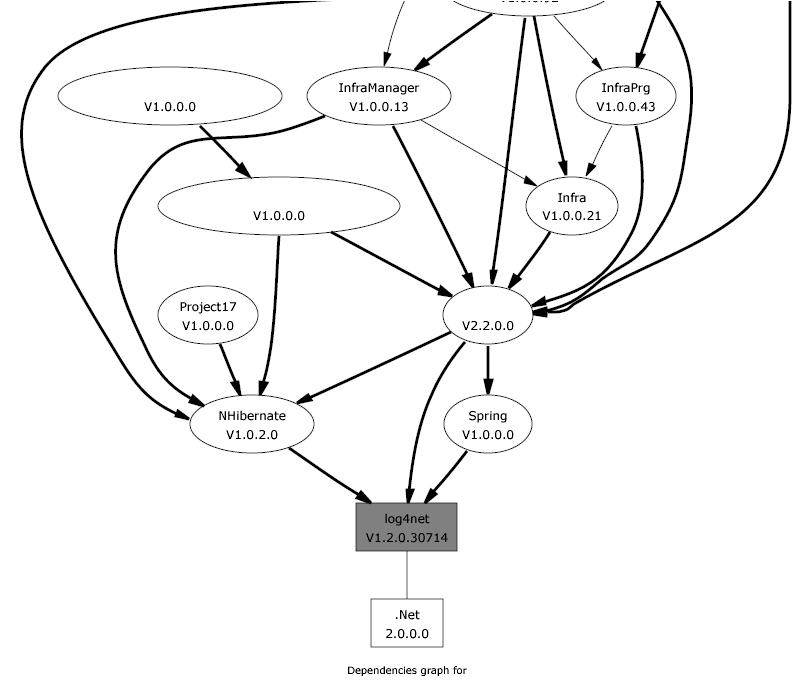 InfraManager
V1.0.0.13
InfraPrg
V1.0.0.43
V1.0.0.0
Infra
V1.0.0.21
V1.0.0.0
Project17
V1.0.0.0
V2.2.0.0
NHibernate
V1.0.2.0
Spring
V1.0.0.0
log4net
V1.2.0.30714
.Net
2.0.0.0
Dependencies graph for